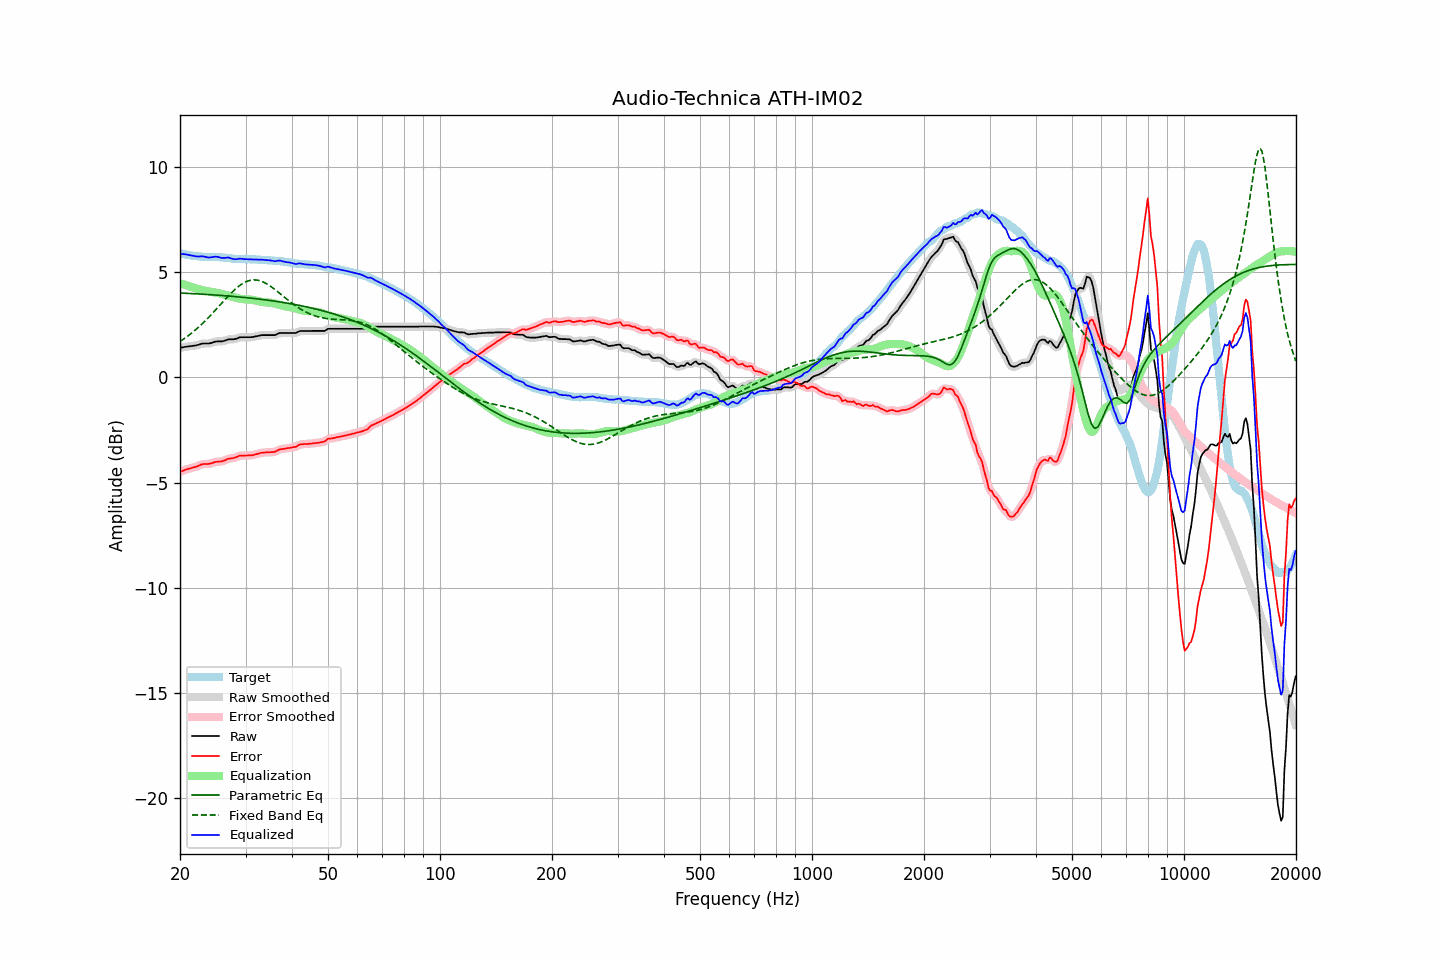 Audio-Technica ATH-IM02
Amplitude (dBr)
10
5
0
−5
−10
−15
−20
Target
Raw Smoothed
Error Smoothed
Raw
Error
Equalization
Parametric Eq
Fixed Band Eq
Equalized
20 50 100 200 500 1000 2000 5000 10000 20000
Frequency (Hz)